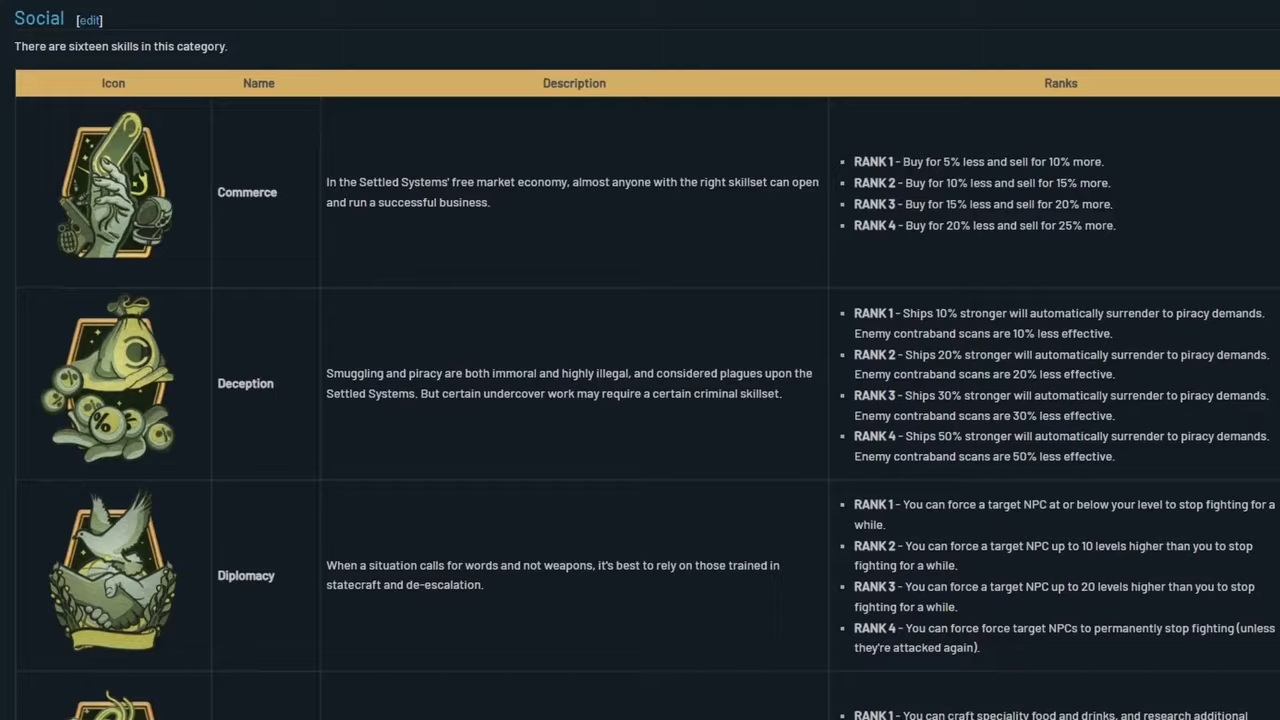 Social [edit]
There are sixteen skills in this category.
Icon Name Description Ranks
Commerce
In the Settled Systems' free market economy, almost anyone with the right skillset can open
and run a successful business.
RANK 1 - Buy for 5% less and sell for 10% more.
RANK 2 - Buy for 10% less and sell for 15% more.
RANK 3 - Buy for 15% less and sell for 20% more.
RANK 4 - Buy for 20% less and sell for 25% more.
Deception
Smuggling and piracy are both immoral and highly illegal, and considered plagues upon the
Settled Systems. But certain undercover work may require a certain criminal skillset.
RANK 1 - Ships 10% stronger will automatically surrender to piracy demands.
Enemy contraband scans are 10% less effective.
RANK 2 - Ships 20% stronger will automatically surrender to piracy demands.
Enemy contraband scans are 20% less effective.
RANK 3 - Ships 30% stronger will automatically surrender to piracy demands.
Enemy contraband scans are 30% less effective.
RANK 4 - Ships 50% stronger will automatically surrender to piracy demands.
Enemy contraband scans are 50% less effective.
Diplomacy
When a situation calls for words and not weapons, it's best to rely on those trained in
statecraft and de-escalation.
RANK 1 - You can force a target NPC at or below your level to stop fighting for a
while.
RANK 2 - You can force a target NPC up to 10 levels higher than you to stop
fighting for a while.
RANK 3 - You can force a target NPC up to 20 levels higher than you to stop
fighting for a while.
RANK 4 - You can force force target NPCs to permanently stop fighting (unless
they're attacked again).
RANK 1 - You can craft speciality food and drinks, and research additional